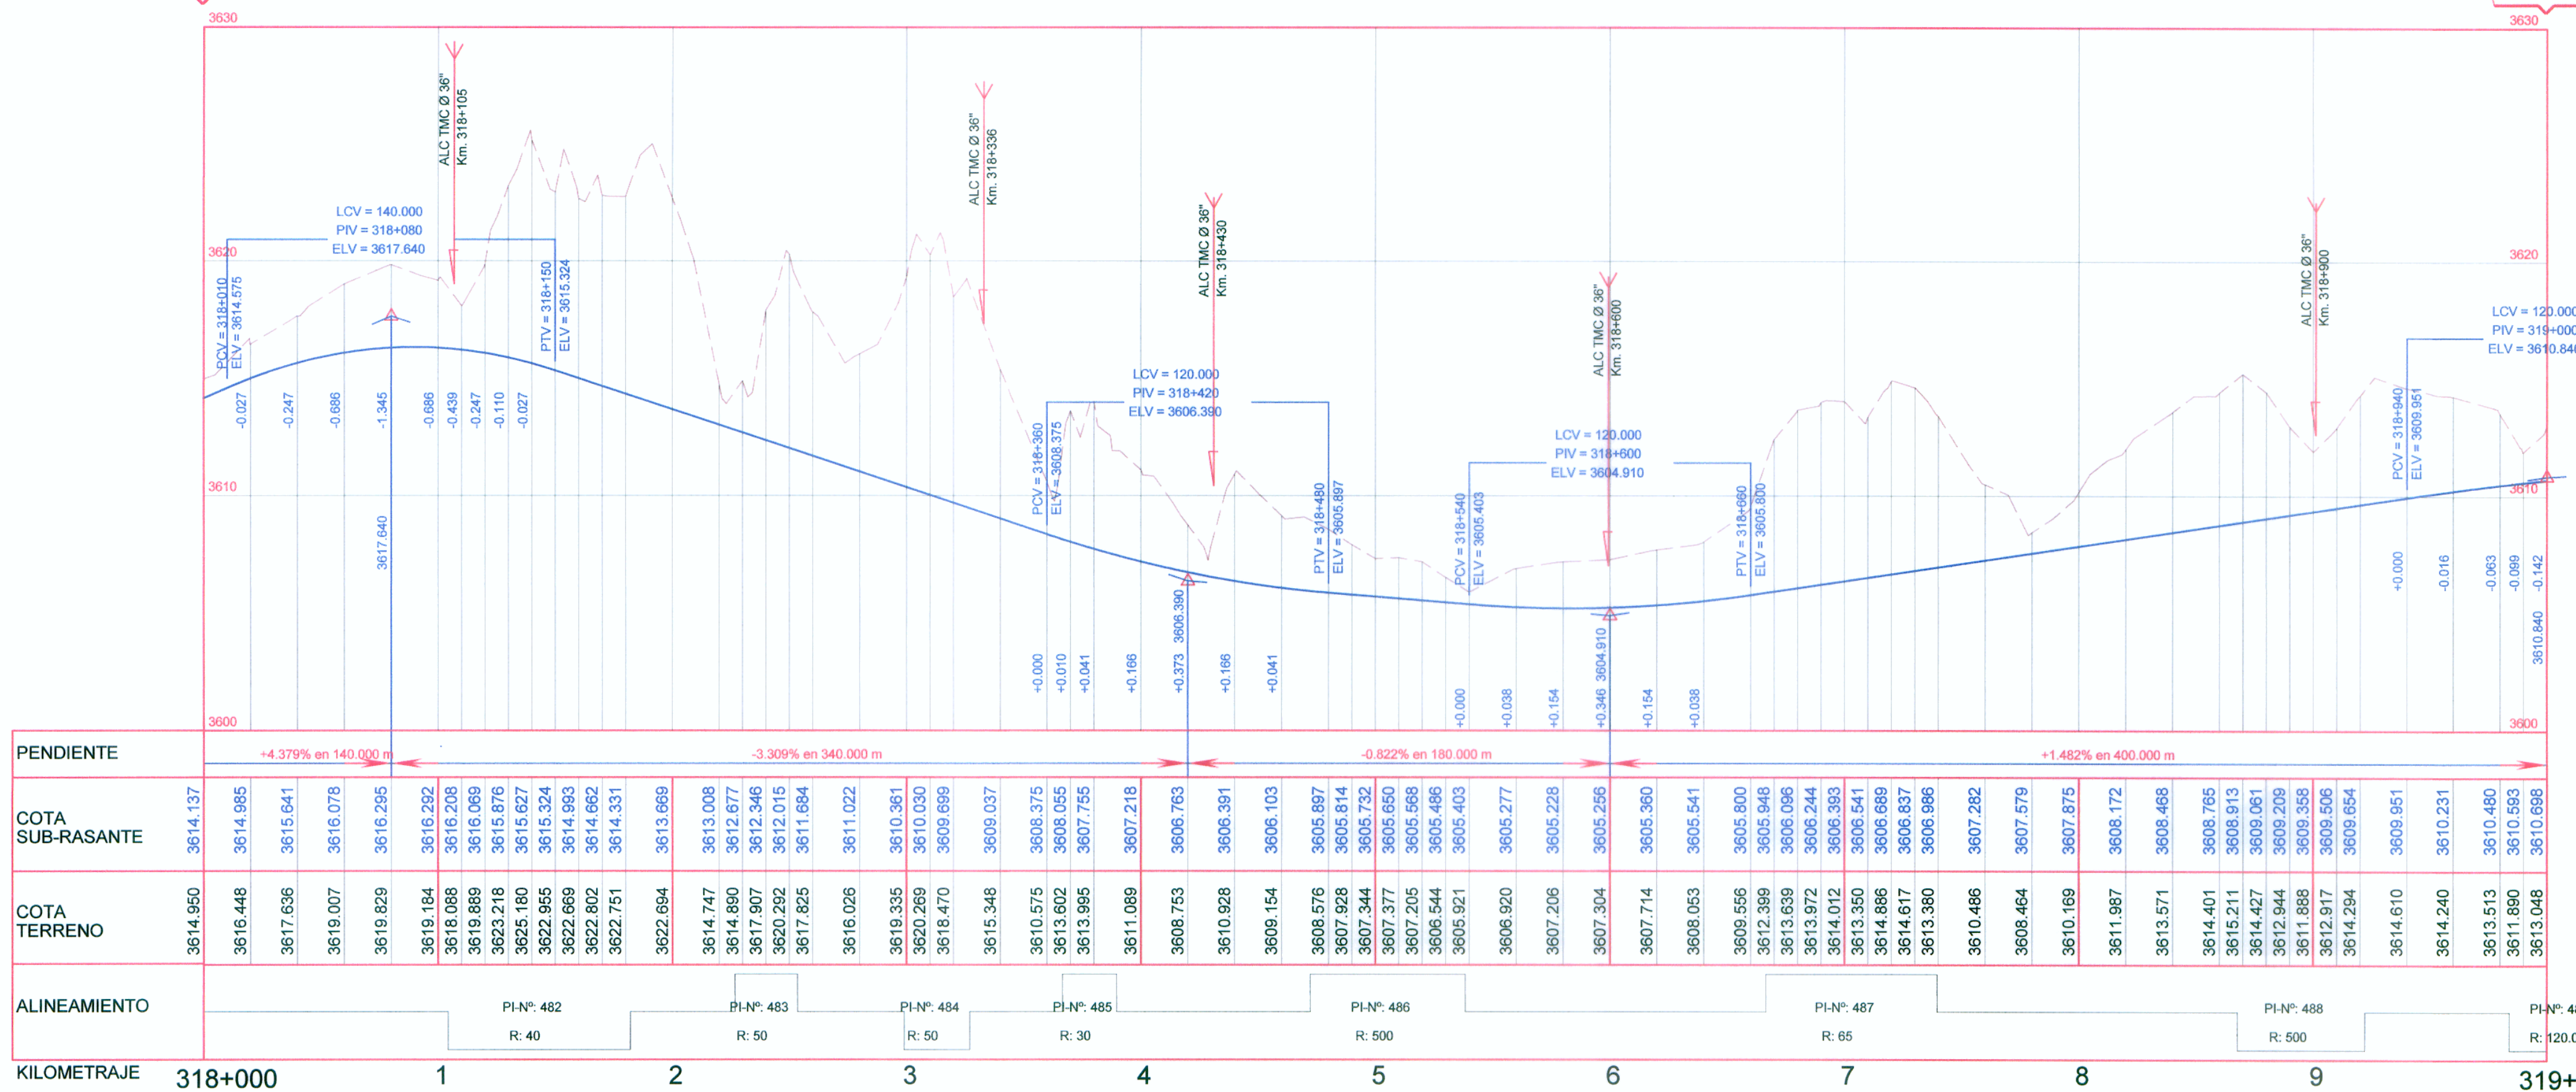 3630
3630
ALC TMC Ø 36"
Km. 318+105
ALC TMC Ø 36"
Km. 318+336
ALC TMC Ø 36"
Km. 318+430
ALC TMC Ø 36"
Km. 318+600
ALC TMC Ø 36"
Km. 318+900
LCV = 140.000
PIV = 318+080
ELV = 3617.640
3620
3620
PCV = 318+010
ELV = 3614.575
PTV = 318+150
ELV = 3615.324
LCV = 120.000
PIV = 318+420
ELV = 3606.390
PCV = 318+360
ELV = 3608.375
PTV = 318+480
ELV = 3605.897
LCV = 120.000
PIV = 318+600
ELV = 3604.910
PCV = 318+540
ELV = 3605.403
PTV = 318+660
ELV = 3605.800
LCV = 120.000
PIV = 319+000
ELV = 3610.840
PCV = 318+940
ELV = 3609.951
-0.027 -0.247 -0.686 -1.345 -0.686 -0.439 -0.247 -0.110 -0.027
3610
3610
3617.640
+0.000 +0.010 +0.041 +0.166 +0.373 +0.166 +0.041
3606.390
+0.000 +0.038 +0.154 +0.346 +0.154 +0.038
3604.910
+0.000 -0.016 -0.063 -0.099 -0.142
3610.840
3600
3600
PENDIENTE +4.379% en 140.000 m -3.309% en 340.000 m -0.822% en 180.000 m +1.482% en 400.000 m
COTA
SUB-RASANTE
3614.137 3614.985 3615.641 3616.078 3616.295 3616.292 3616.208 3616.069 3615.876 3615.627 3615.324 3614.993 3614.662 3614.331 3613.669 3613.008 3612.677 3612.346 3612.015 3611.684 3611.022 3610.361 3610.030 3609.699 3609.037 3608.375 3608.055 3607.755 3607.218 3606.763 3606.391 3606.103 3605.897 3605.814 3605.732 3605.650 3605.568 3605.486 3605.403 3605.277 3605.228 3605.256 3605.360 3605.541 3605.800 3605.948 3606.096 3606.244 3606.393 3606.541 3606.689 3606.837 3606.986 3607.282 3607.579 3607.875 3608.172 3608.468 3608.765 3608.913 3609.061 3609.209 3609.358 3609.506 3609.654 3609.951 3610.231 3610.480 3610.593 3610.698
COTA
TERRENO
3614.950 3616.448 3617.636 3619.007 3619.829 3619.184 3618.088 3619.889 3623.218 3625.180 3622.955 3622.669 3622.802 3622.751 3622.694 3614.747 3614.890 3617.907 3620.292 3617.825 3616.026 3619.335 3620.269 3618.470 3615.348 3610.575 3613.602 3613.995 3611.089 3608.753 3610.928 3609.154 3608.576 3607.928 3607.344 3607.377 3607.205 3606.544 3605.921 3606.920 3607.206 3607.304 3607.714 3608.053 3609.556 3612.399 3613.639 3613.972 3614.012 3613.350 3614.886 3614.617 3613.380 3610.486 3608.464 3610.169 3611.987 3613.571 3614.401 3615.211 3614.427 3612.944 3611.888 3612.917 3614.294 3614.610 3614.240 3613.513 3611.890 3613.048
ALINEAMIENTO
PI-Nº: 482 PI-Nº: 483 PI-Nº: 484 PI-Nº: 485 PI-Nº: 486 PI-Nº: 487 PI-Nº: 488 PI-Nº:
R: 40 R: 50 R: 50 R: 30 R: 500 R: 65 R: 500 R: 120.0
KILOMETRAJE 318+000 1 2 3 4 5 6 7 8 9 319+